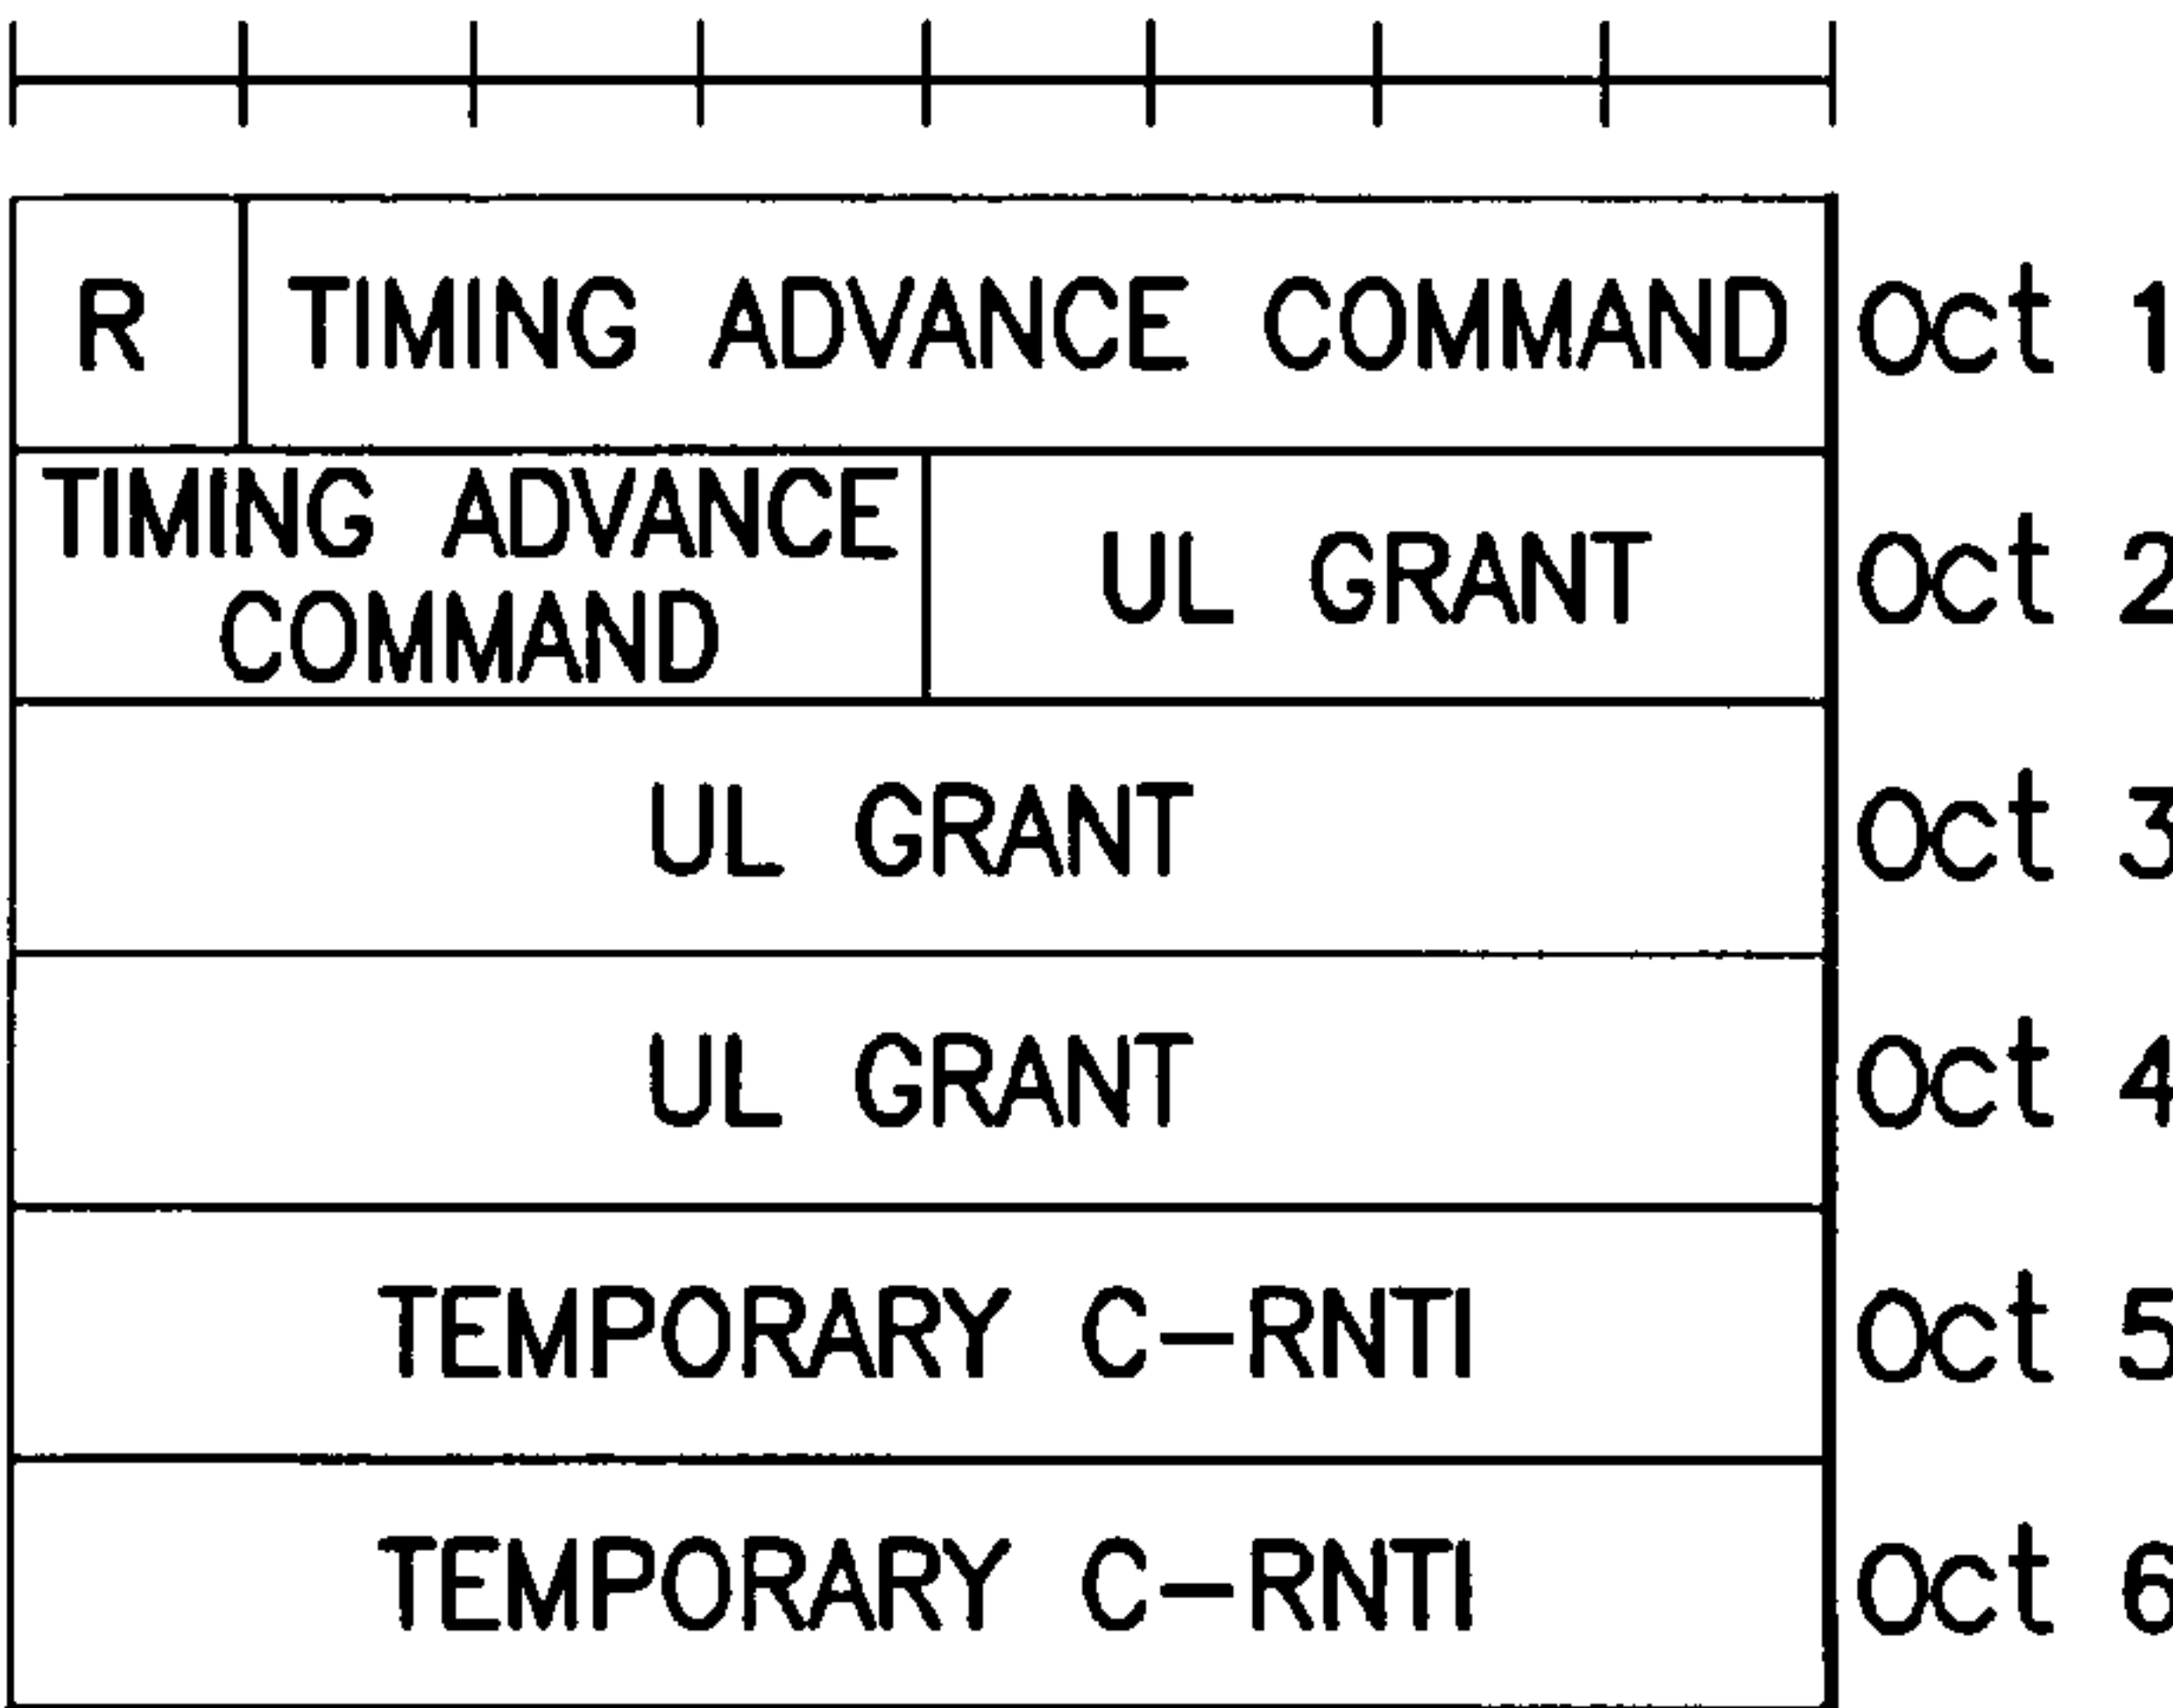 R TIMING ADVANCE COMMAND Oct 1
TIMING ADVANCE
COMMAND
UL GRANT Oct 2
UL GRANT Oct 3
UL GRANT Oct 4
TEMPORARY C-RNTI Oct 5
TEMPORARY C-RNTI Oct 6